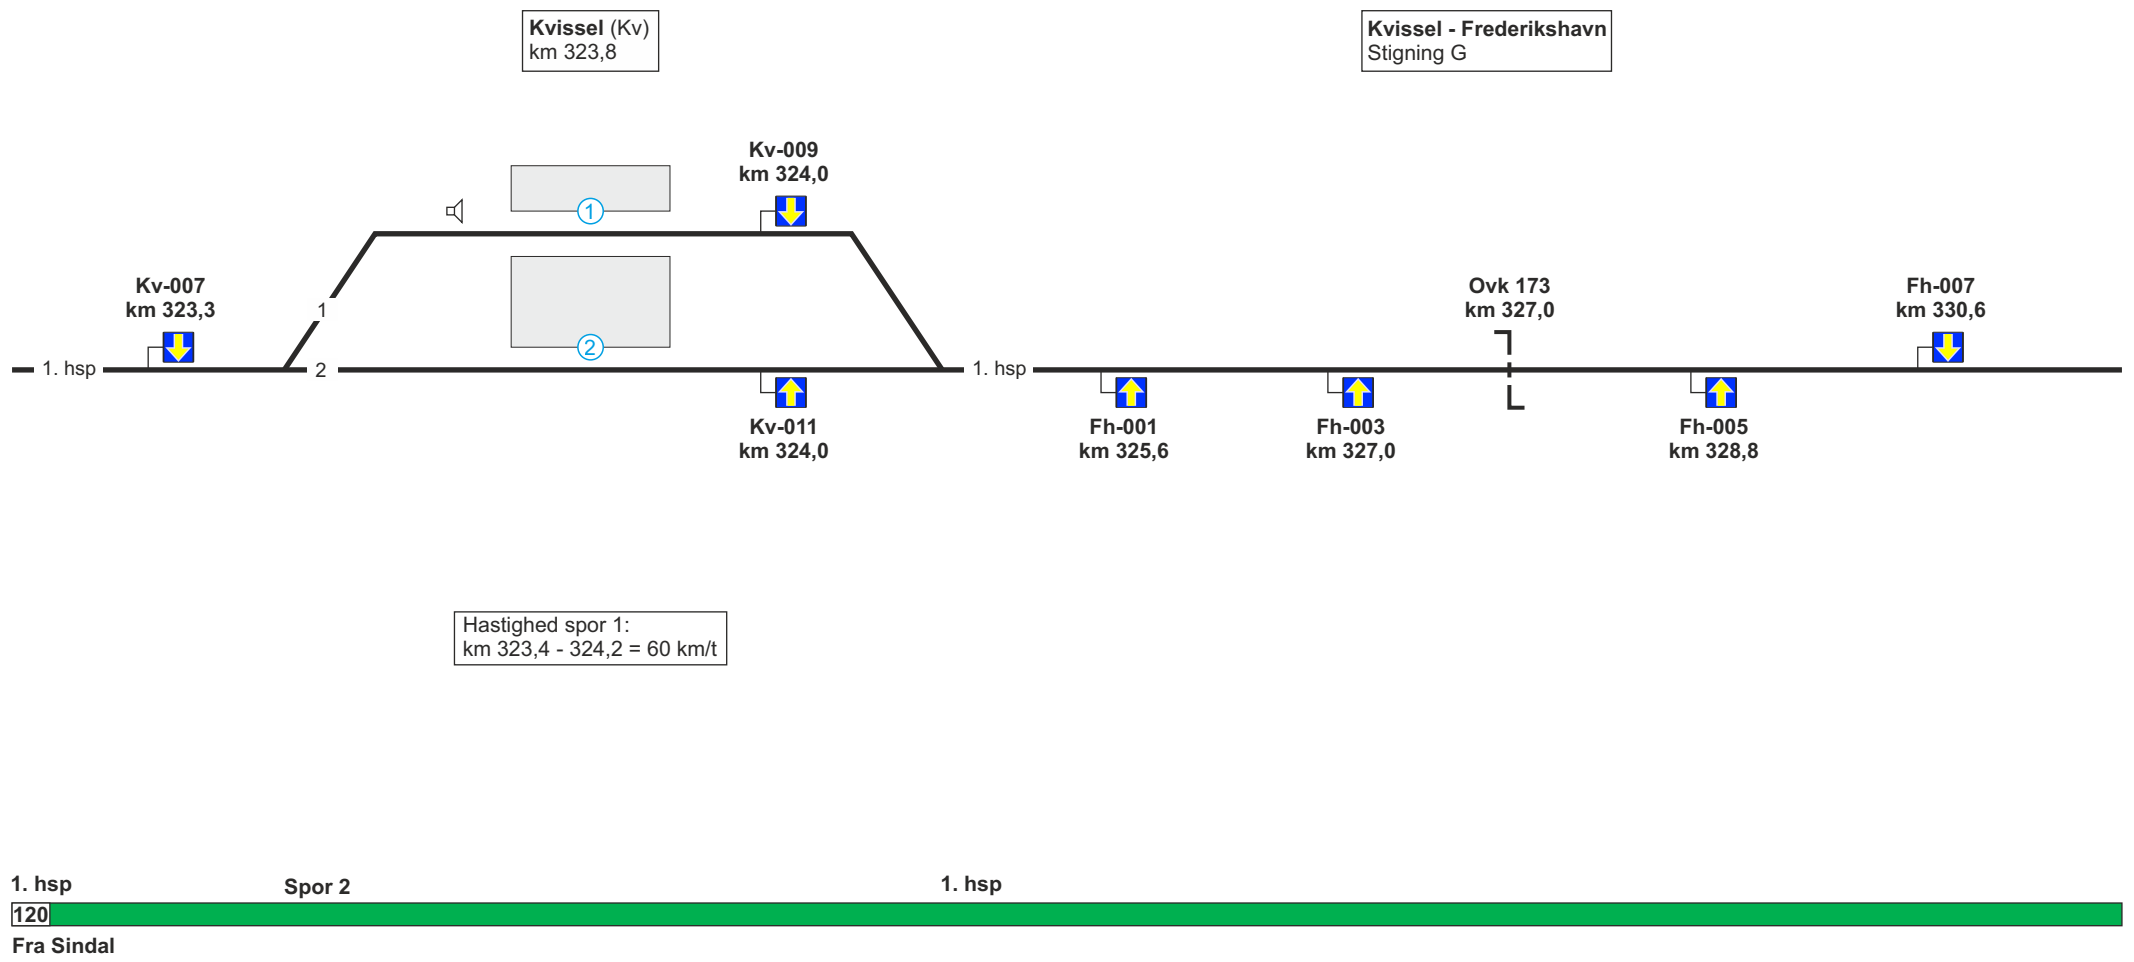 Kvissel (Kv)
km 323,8
Kvissel - Frederikshavn
Stigning G
Kv-009
km 324,0
1
Kv-007
km 323,3
1
2
Ovk 173
km 327,0
Fh-007
km 330,6
1. hsp
2
1. hsp
Kv-011
km 324,0
Fh-001
km 325,6
Fh-003
km 327,0
Fh-005
km 328,8
Hastighed spor 1:
km 323,4 - 324,2 = 60 km/t
1. hsp
Spor 2
1. hsp
120
Fra Sindal